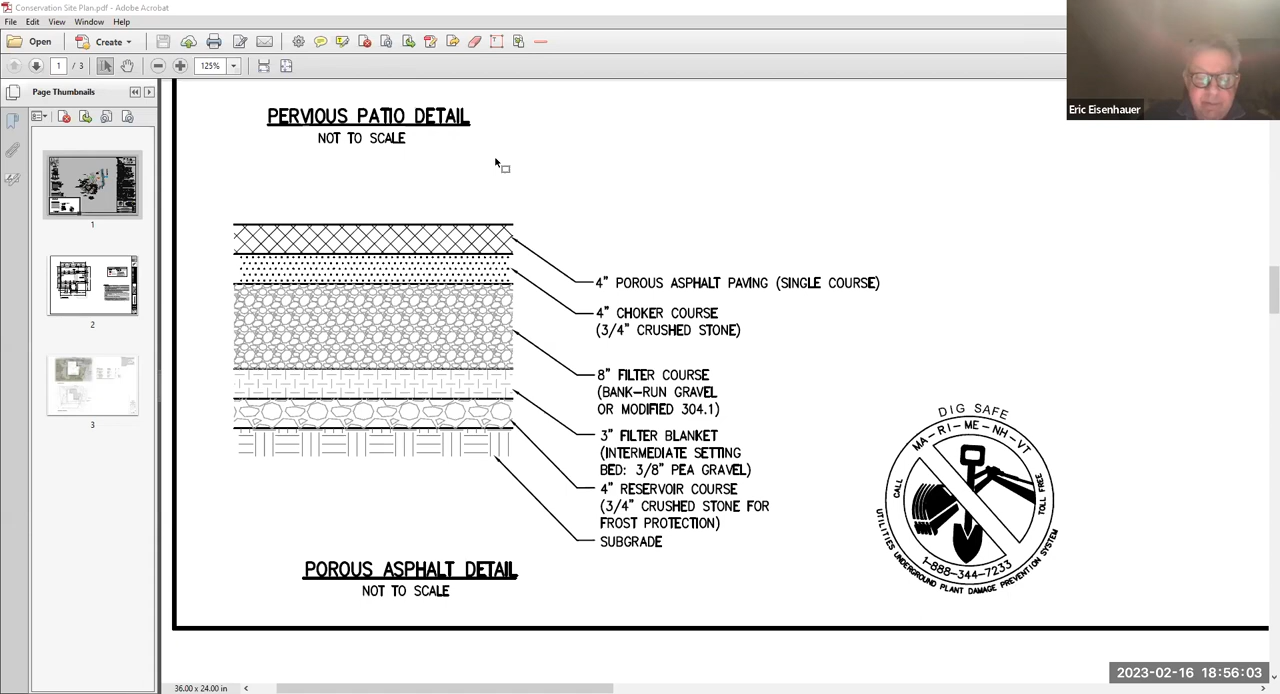 Conservation Site Plan.pdf - Adobe Acrobat
File Edit View Window Help
Open
Create
1 / 3
125%
Page Thumbnails
1
2
3
Eric Eisenhauer
PERVIOUS PATIO DETAIL
NOT TO SCALE
4" POROUS ASPHALT PAVING (SINGLE COURSE)
4" CHOKER COURSE
(3/4" CRUSHED STONE)
8" FILTER COURSE
(BANK-RUN GRAVEL
OR MODIFIED 304.1)
3" FILTER BLANKET
(INTERMEDIATE SETTING
BED: 3/8" PEA GRAVEL)
4" RESERVOIR COURSE
(3/4" CRUSHED STONE FOR
FROST PROTECTION)
SUBGRADE
POROUS ASPHALT DETAIL
NOT TO SCALE
DIG SAFE
MA-RI-ME-NH-VT
CALL
TOLL FREE
1-888-344-7233
UTILITIES UNDERGROUND PLANT DAMAGE PREVENTION SYSTEM
36.00 x 24.00 in
2023-02-16 18:56:03